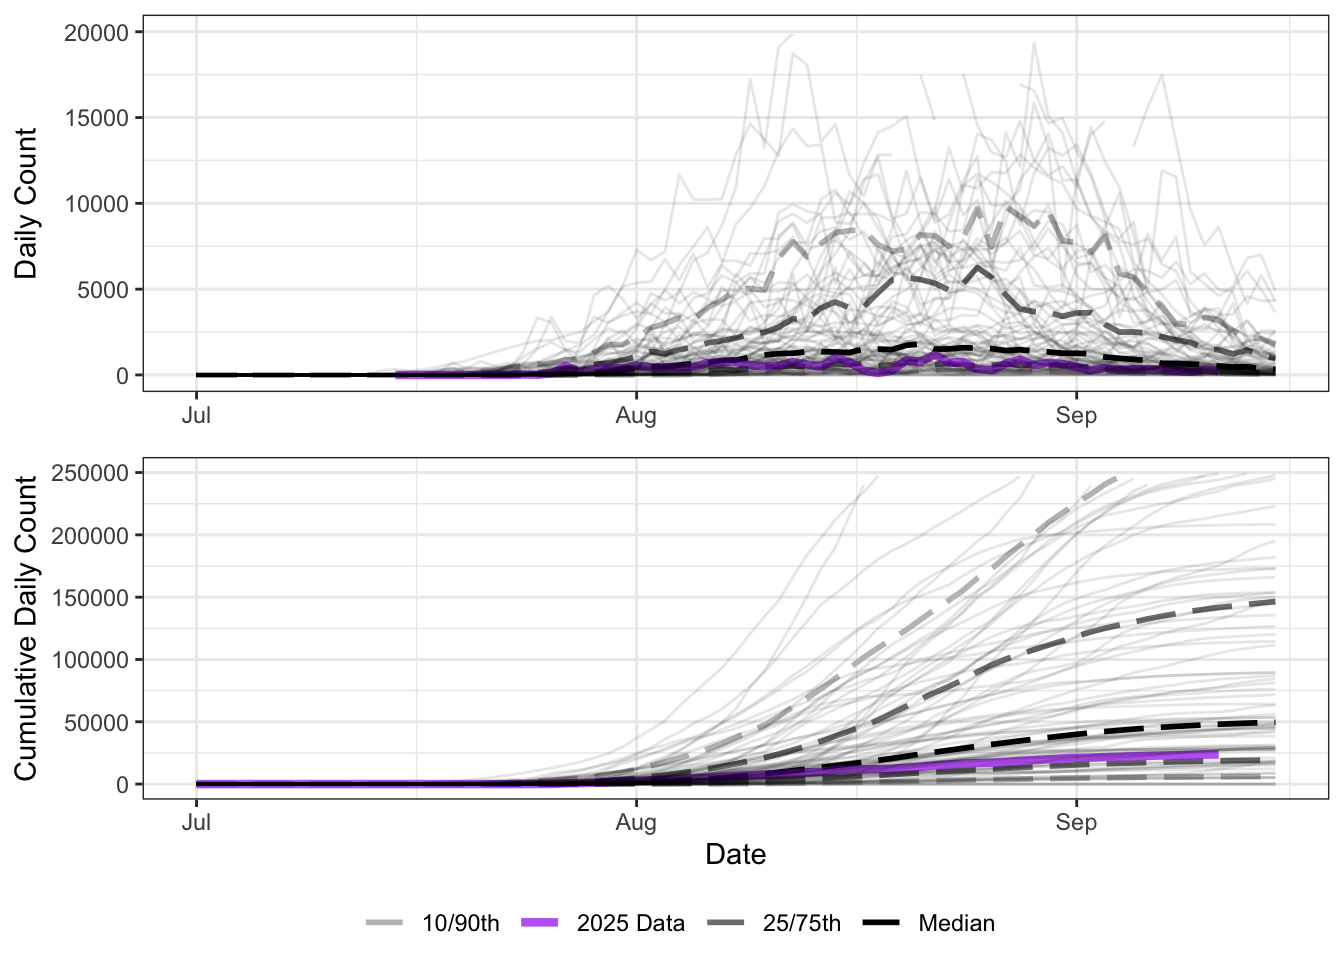 20000
15000
10000
5000
0
Daily Count
Jul Aug Sep
250000
200000
150000
100000
50000
0
Cumulative Daily Count
Jul Aug Sep
Date
10/90th 2025 Data 25/75th Median